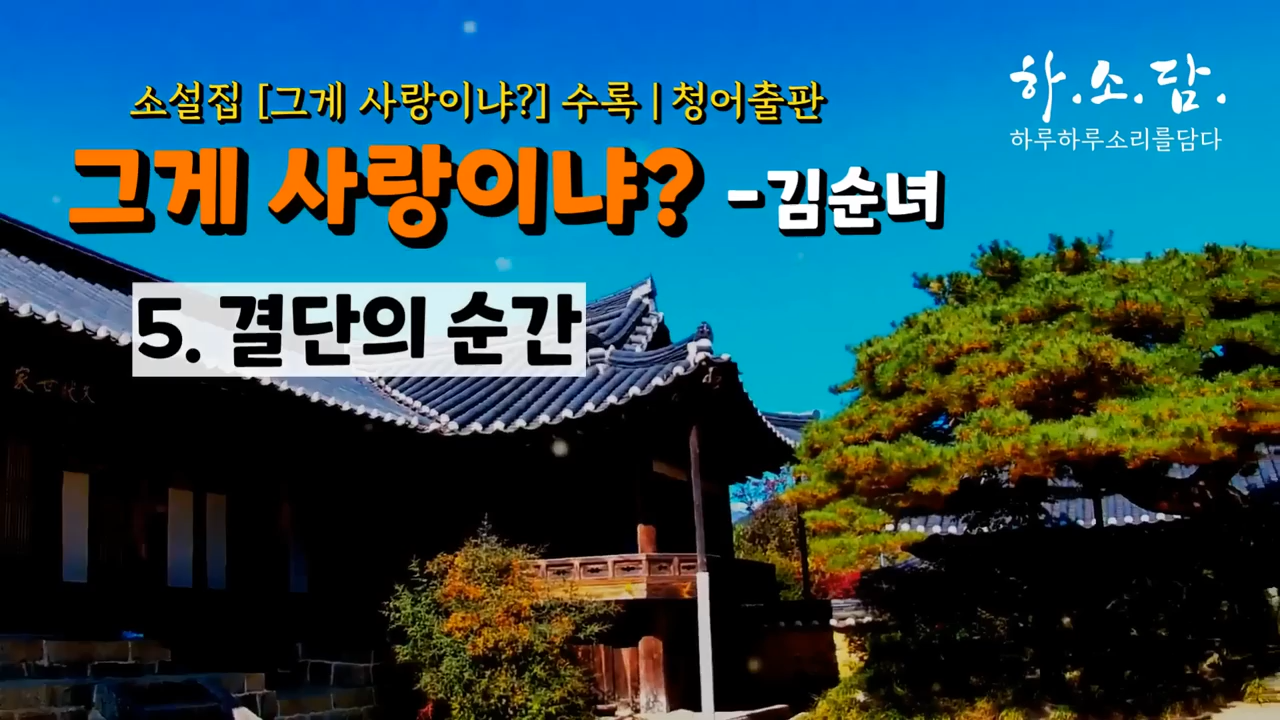 소설집 [그게 사랑이냐?] 수록 | 청어출판
그게 사랑이냐? -김순녀
5. 결단의 순간
하.소.담.
하루하루소리를담다